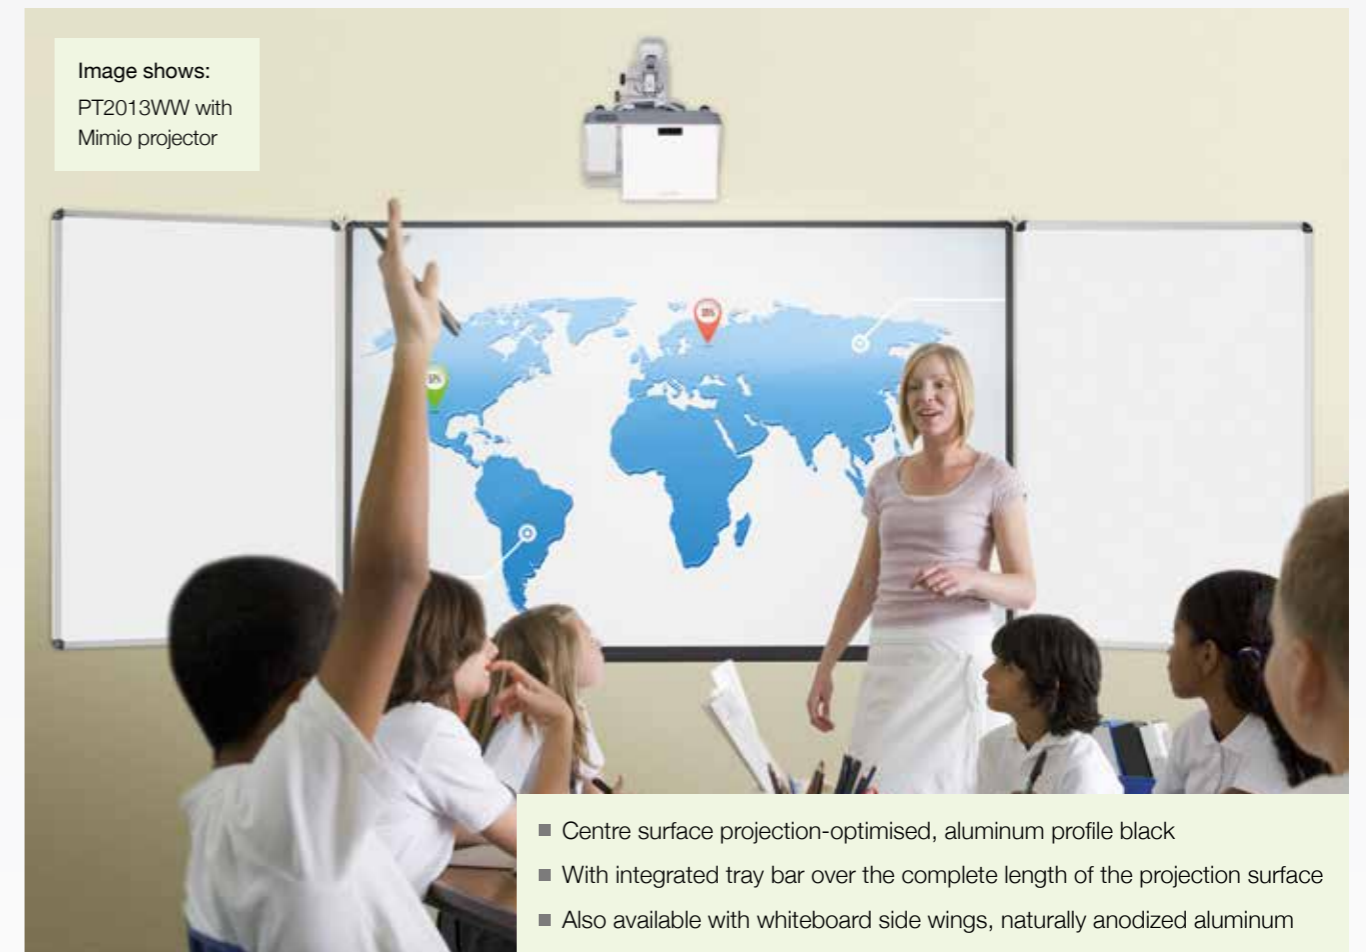 Image shows:
PT2013WW with
Mimio projector
■ Centre surface projection-optimised, aluminum profile black
■ With integrated tray bar over the complete length of the projection surface
■ Also available with whiteboard side wings, naturally anodized aluminum